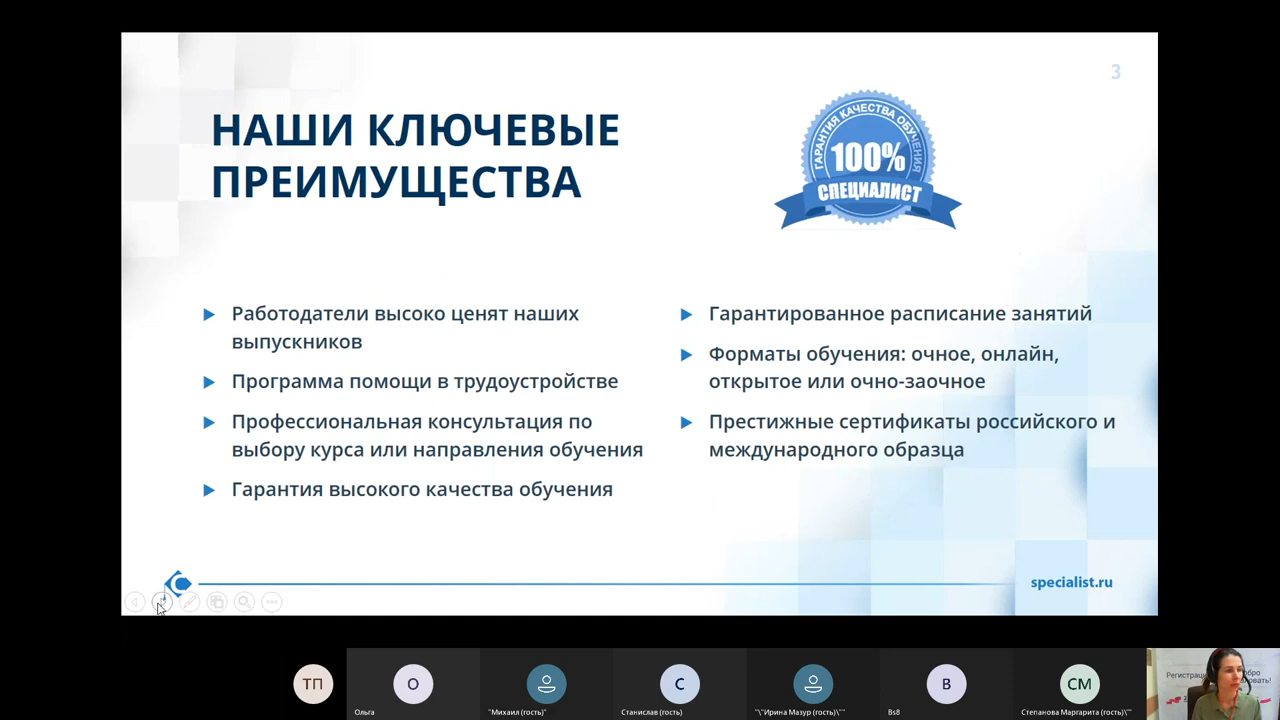 3
НАШИ КЛЮЧЕВЫЕ
ПРЕИМУЩЕСТВА
ГАРАНТИЯ КАЧЕСТВА ОБУЧЕНИЯ
100%
СПЕЦИАЛИСТ
Работодатели высоко ценят наших
выпускников
Программа помощи в трудоустройстве
Профессиональная консультация по
выбору курса или направления обучения
Гарантия высокого качества обучения
Гарантированное расписание занятий
Форматы обучения: очное, онлайн,
открытое или очно-заочное
Престижные сертификаты российского и
международного образца
specialist.ru
ТП
О
С
В
СМ
Ольга
"Михаил (гость)"
Станислав (гость)
"\"Ирина Мазур (гость)\""
Bs8
Степанова Маргарита (гость)\""